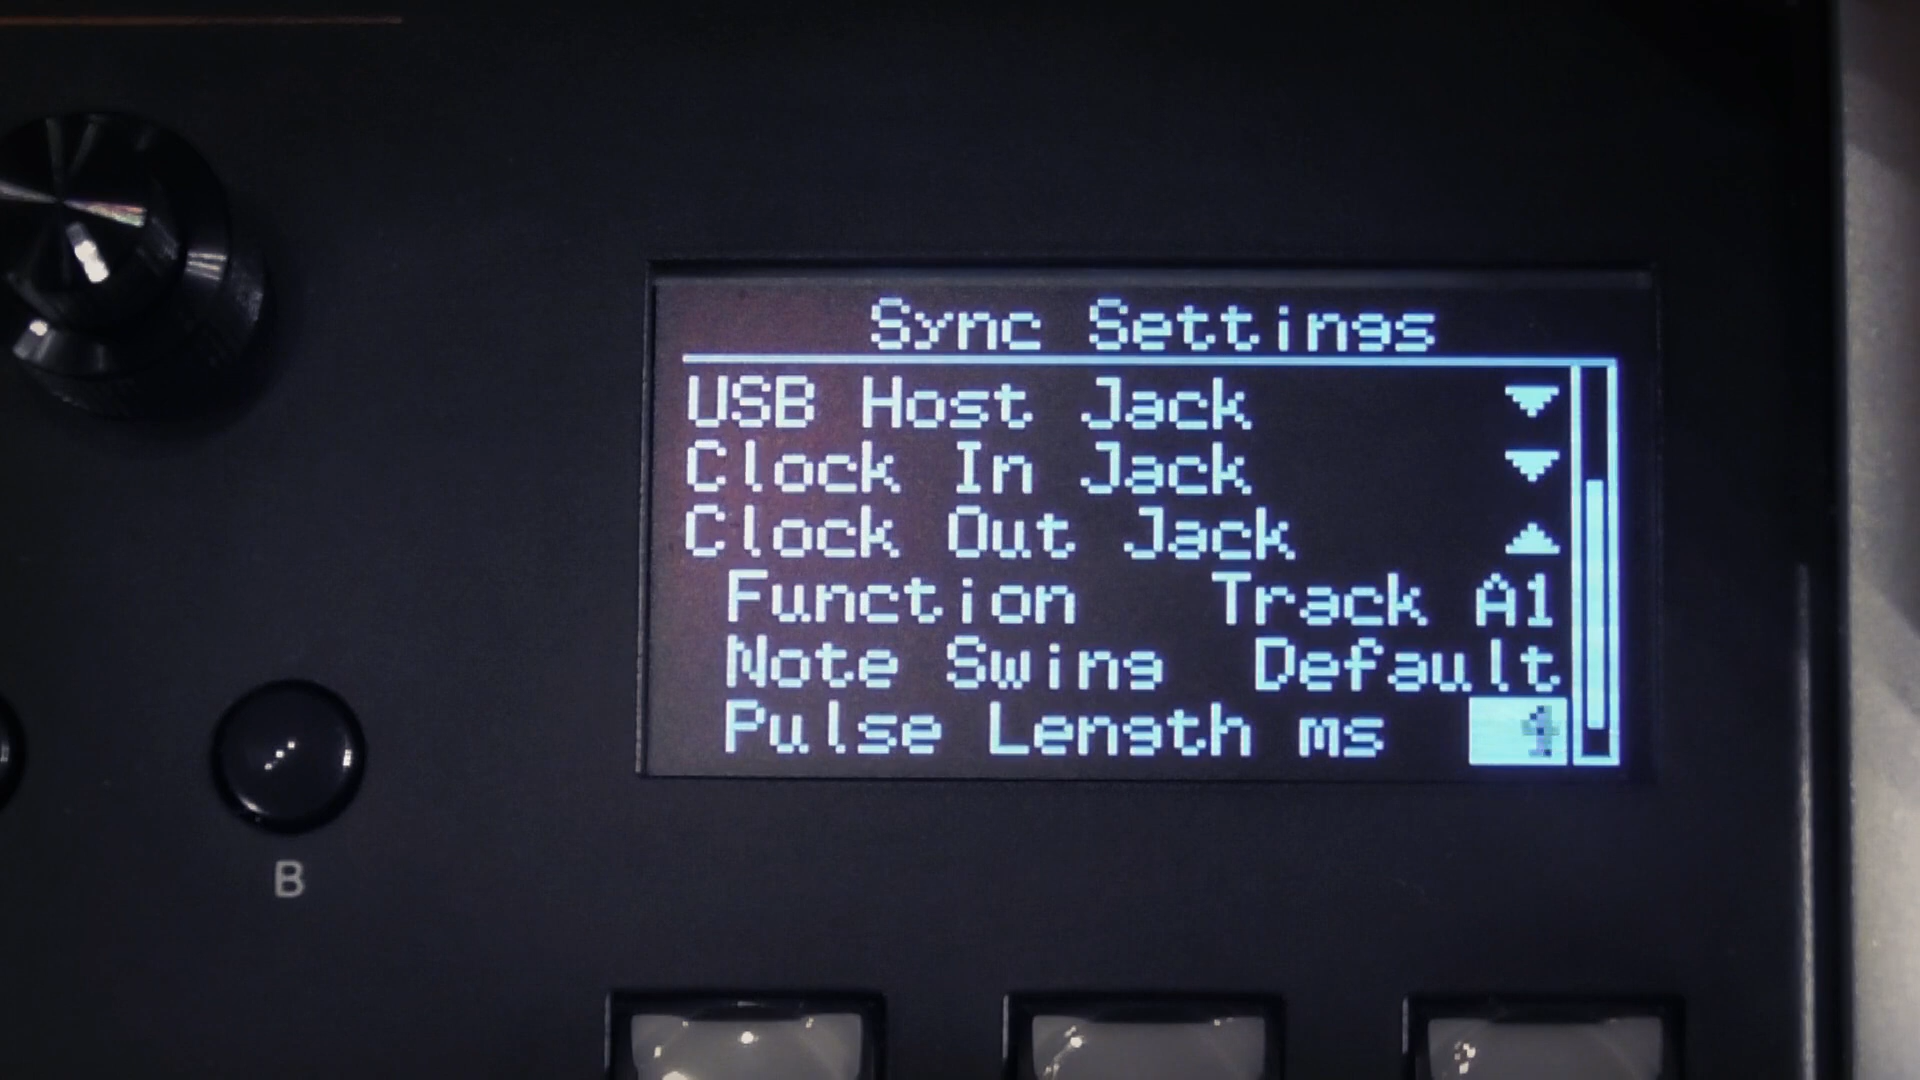 Sync Settings
USB Host Jack
Clock In Jack
Clock Out Jack
Function Track A1
Note Swing Default
Pulse Length ms
B